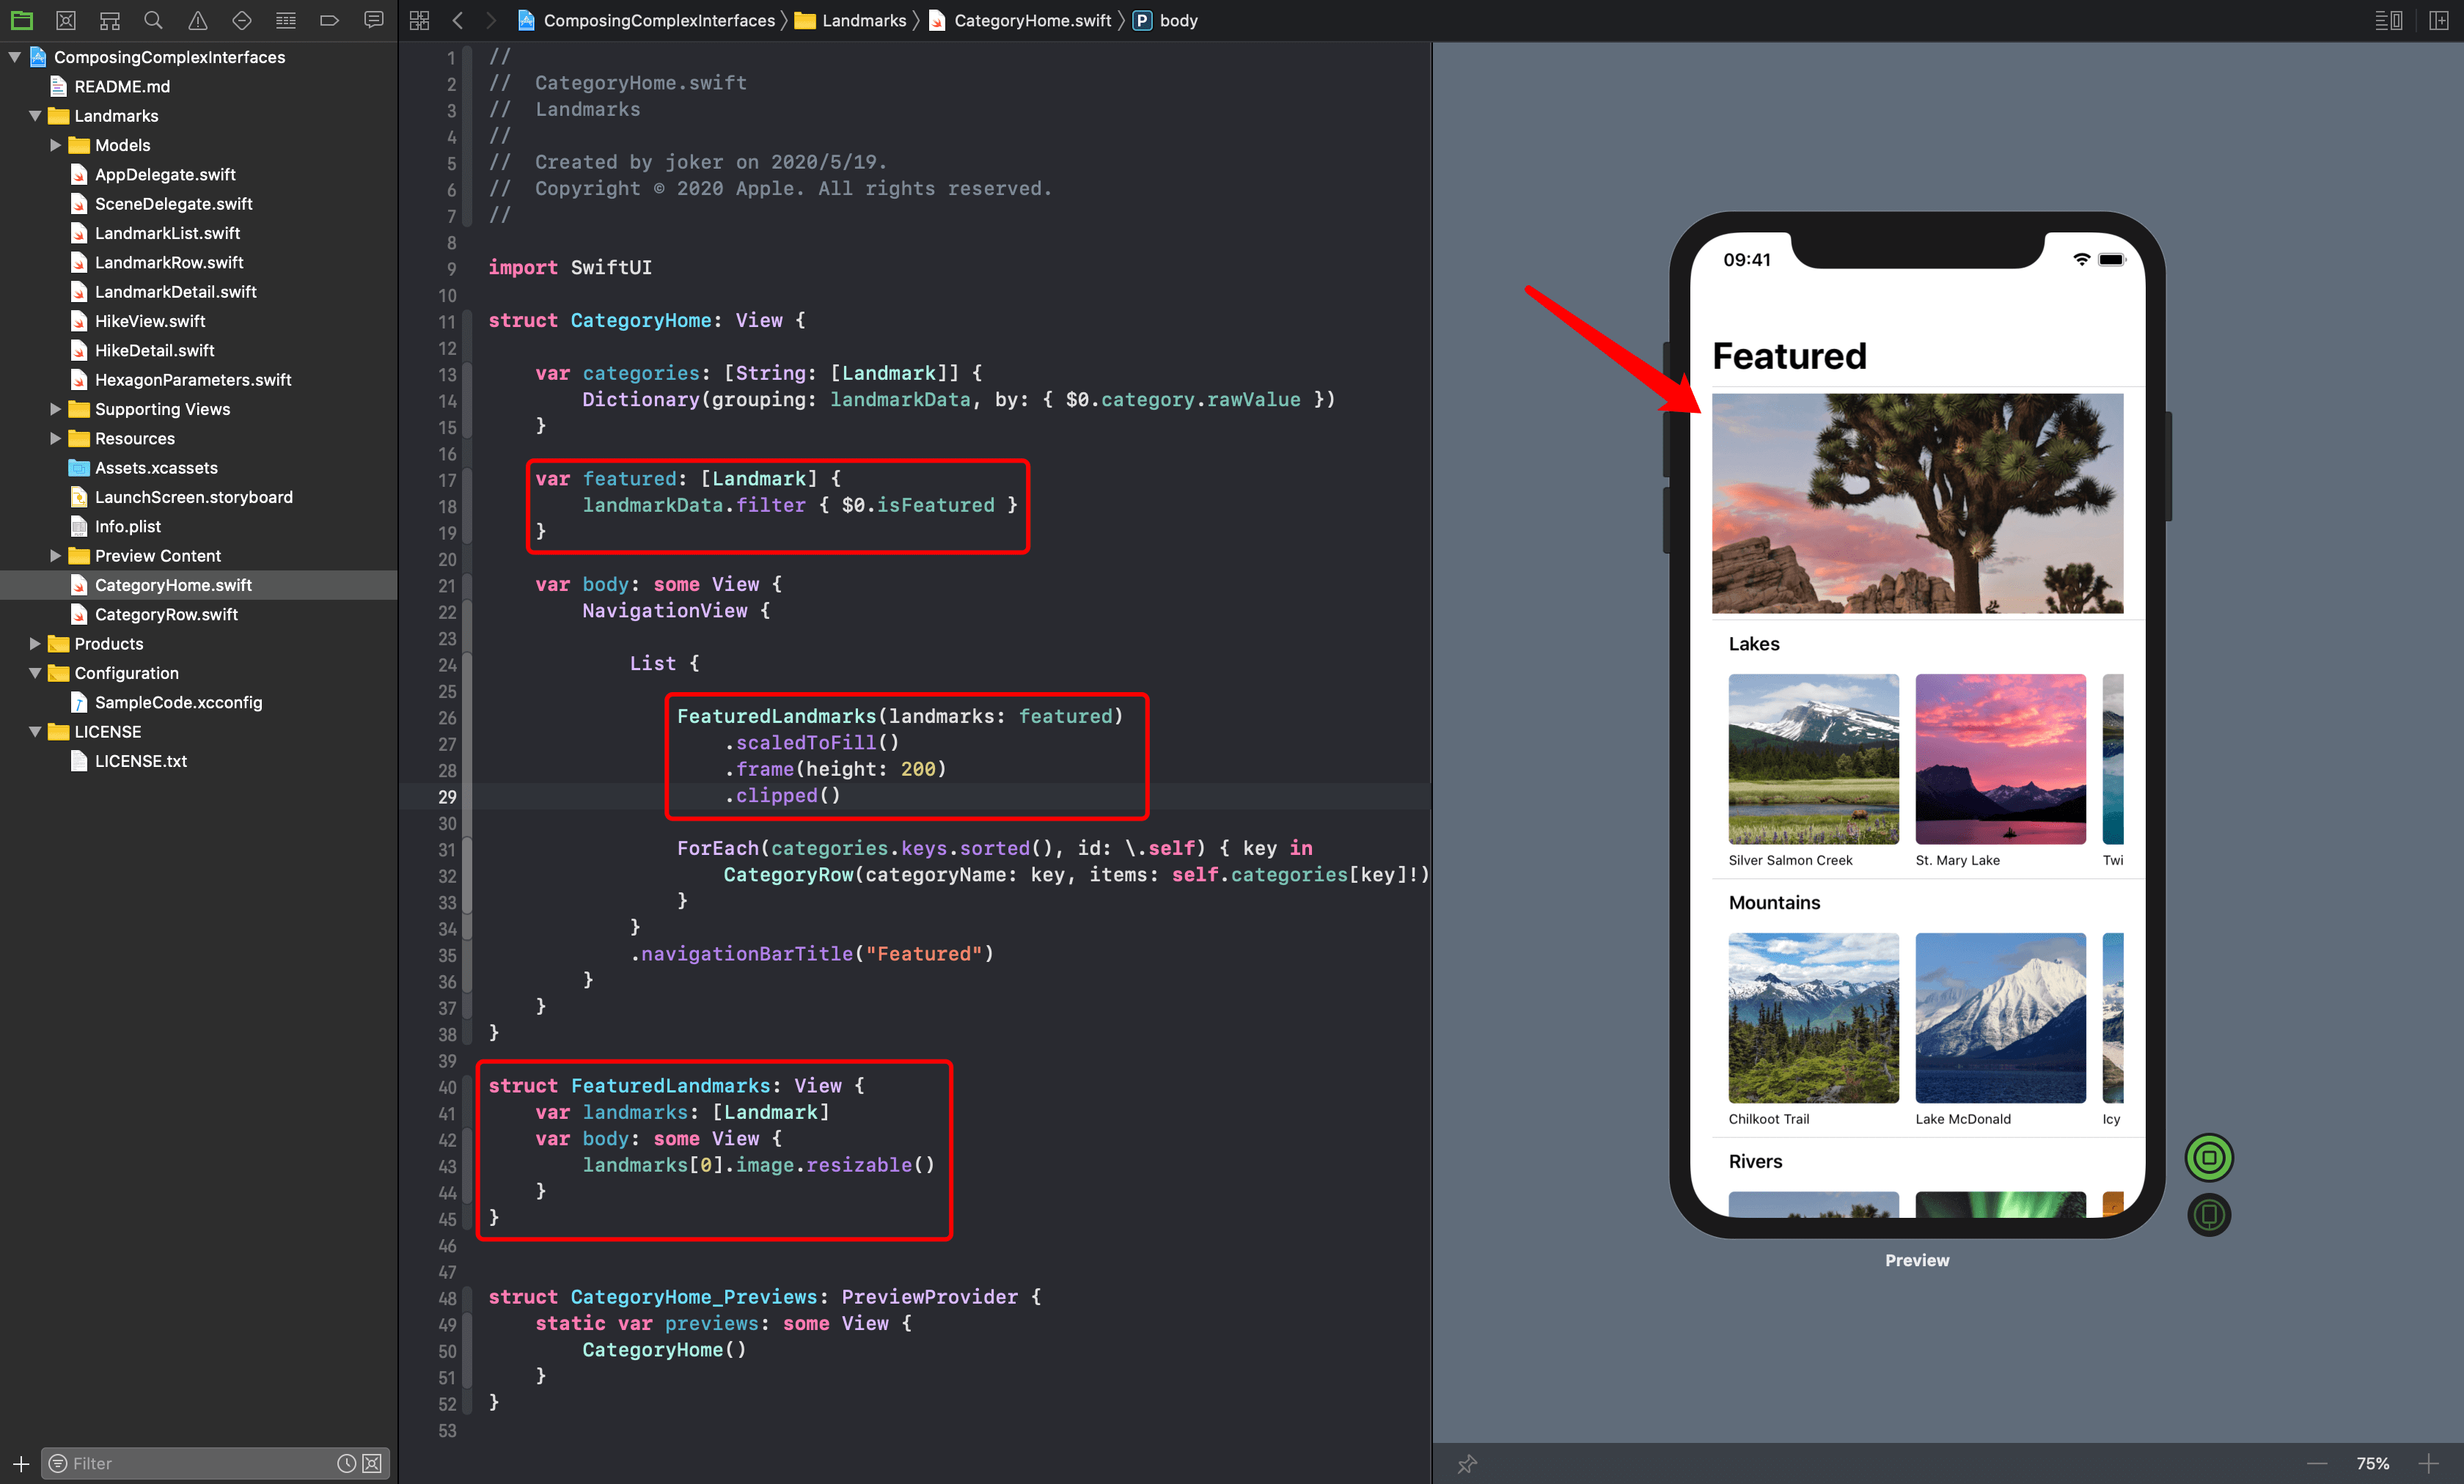 ComposingComplexInterfaces
README.md
Landmarks
Models
AppDelegate.swift
SceneDelegate.swift
LandmarkList.swift
LandmarkRow.swift
LandmarkDetail.swift
HikeView.swift
HikeDetail.swift
HexagonParameters.swift
Supporting Views
Resources
Assets.xcassets
LaunchScreen.storyboard
Info.plist
Preview Content
CategoryHome.swift
CategoryRow.swift
Products
Configuration
SampleCode.xcconfig
LICENSE
LICENSE.txt
Filter
ComposingComplexInterfaces Landmarks CategoryHome.swift P body
1 //
2 // CategoryHome.swift
3 // Landmarks
4 //
5 // Created by joker on 2020/5/19.
6 // Copyright © 2020 Apple. All rights reserved.
7 //
8
9 import SwiftUI
10
11 struct CategoryHome: View {
12
13 var categories: [String: [Landmark]] {
14 Dictionary(grouping: landmarkData, by: { $0.category.rawValue })
15 }
16
17 var featured: [Landmark] {
18 landmarkData.filter { $0.isFeatured }
19 }
20
21 var body: some View {
22 NavigationView {
23
24 List {
25
26 FeaturedLandmarks(landmarks: featured)
27 .scaledToFill()
28 .frame(height: 200)
29 .clipped()
30
31 ForEach(categories.keys.sorted(), id: \.self) { key in
32 CategoryRow(categoryName: key, items: self.categories[key]!)
33 }
34 }
35 .navigationBarTitle("Featured")
36 }
37 }
38 }
39
40 struct FeaturedLandmarks: View {
41 var landmarks: [Landmark]
42 var body: some View {
43 landmarks[0].image.resizable()
44 }
45 }
46
47
48 struct CategoryHome_Previews: PreviewProvider {
49 static var previews: some View {
50 CategoryHome()
51 }
52 }
53
09:41
Featured
Lakes
Silver Salmon Creek St. Mary Lake Twi
Mountains
Chilkoot Trail Lake McDonald Icy
Rivers
Preview
75%